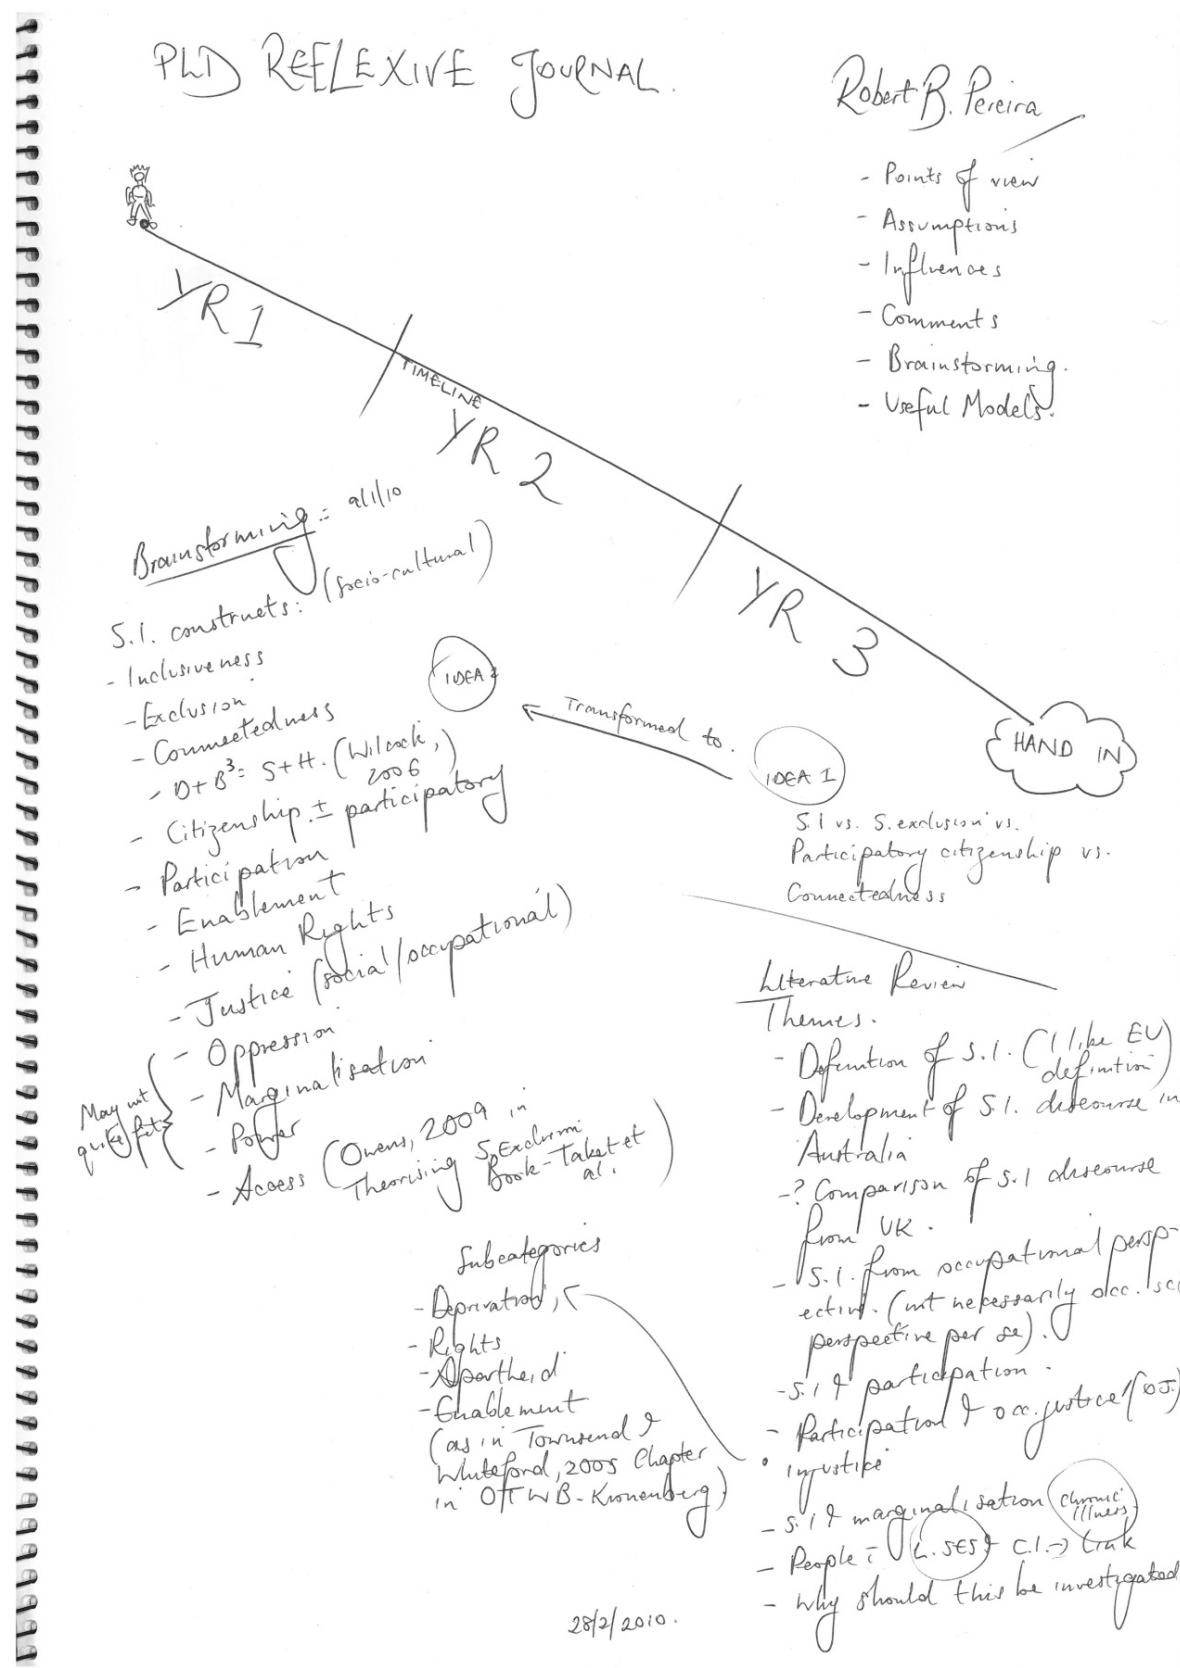 PhD REFLEXIVE JOURNAL.
Robert B. Pereira
- Points of view
- Assumptions
- Influences
- Comments
- Brainstorming.
- Useful Models.
YR 1
TIMELINE
YR 2
YR 3
HAND IN
Brainstorming = 9/1/10
S.I. constructs: (socio-cultural)
- Inclusiveness
- Exclusion
- Connectedness
- D+B³= S+H. (Wilcock,
2006)
- Citizenship ± participatory
- Participation
- Enablement
- Human Rights
- Justice (social/occupational)
- Oppression
- Marginalisation
- Power
May not
quite fit
- Access (Owens, 2009 in
Theorising S.Exclusion
Book - Taket et
al.)
IDEA 2
Transformed to.
IDEA 1
S.I vs. S.exclusion vs.
Participatory citizenship vs.
Connectedness
Literature Review
Themes.
- Definition of S.I. (I like EU
definition)
- Development of S.I. discourse in
Australia
-? Comparison of S.I discourse
from UK.
- S.I. from occupational persp-
ective. (not necessarily occ. sci
perspective per se).
- S.I & participation.
- Participation & occ. justice/(OJ)
injustice
- S.I & marginalisation (chronic
illness)
- People c̄ L. SES & C.I. -> Link
- Why should this be investigated
Subcategories
- Deprivation,
- Rights
- Apartheid
- Enablement
(as in Townsend &
Whiteford, 2005 Chapter
in OTWB - Kronenberg)
28/2/2010.